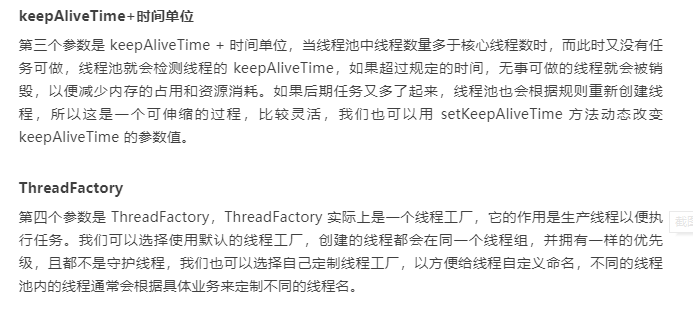 keepAliveTime+时间单位
第三个参数是 keepAliveTime + 时间单位，当线程池中线程数量多于核心线程数时，而此时又没有任
务可做，线程池就会检测线程的 keepAliveTime，如果超过规定的时间，无事可做的线程就会被销
毁，以便减少内存的占用和资源消耗。如果后期任务又多了起来，线程池也会根据规则重新创建线
程，所以这是一个可伸缩的过程，比较灵活，我们也可以用 setKeepAliveTime 方法动态改变
keepAliveTime 的参数值。
ThreadFactory
第四个参数是 ThreadFactory，ThreadFactory 实际上是一个线程工厂，它的作用是生产线程以便执
行任务。我们可以选择使用默认的线程工厂，创建的线程都会在同一个线程组，并拥有一样的优先
级，且都不是守护线程，我们也可以选择自己定制线程工厂，以方便给线程自定义命名，不同的线程
池内的线程通常会根据具体业务来定制不同的线程名。